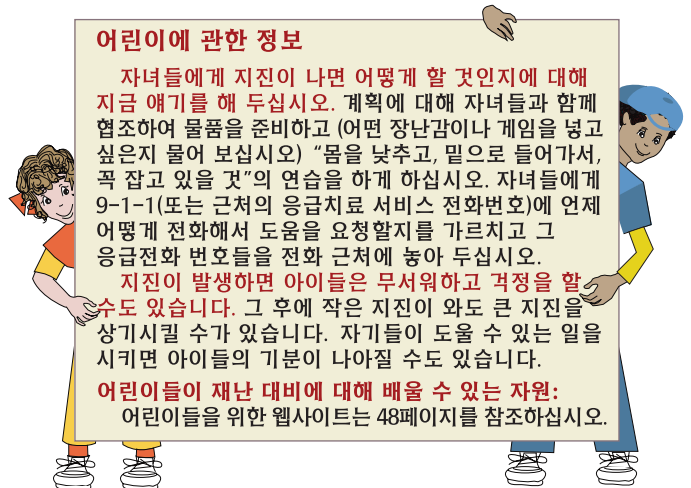 어린이에 관한 정보
자녀들에게 지진이 나면 어떻게 할 것인지에 대해
지금 얘기를 해 두십시오. 계획에 대해 자녀들과 함께
협조하여 물품을 준비하고 (어떤 장난감이나 게임을 넣고
싶은지 물어 보십시오) “몸을 낮추고, 밑으로 들어가서,
꼭 잡고 있을 것”의 연습을 하게 하십시오. 자녀들에게
9-1-1(또는 근처의 응급치료 서비스 전화번호)에 언제
어떻게 전화해서 도움을 요청할지를 가르치고 그
응급전화 번호들을 전화 근처에 놓아 두십시오.
지진이 발생하면 아이들은 무서워하고 걱정을 할
수도 있습니다. 그 후에 작은 지진이 와도 큰 지진을
상기시킬 수가 있습니다. 자기들이 도울 수 있는 일을
시키면 아이들의 기분이 나아질 수도 있습니다.
어린이들이 재난 대비에 대해 배울 수 있는 자원:
어린이들을 위한 웹사이트는 48페이지를 참조하십시오.